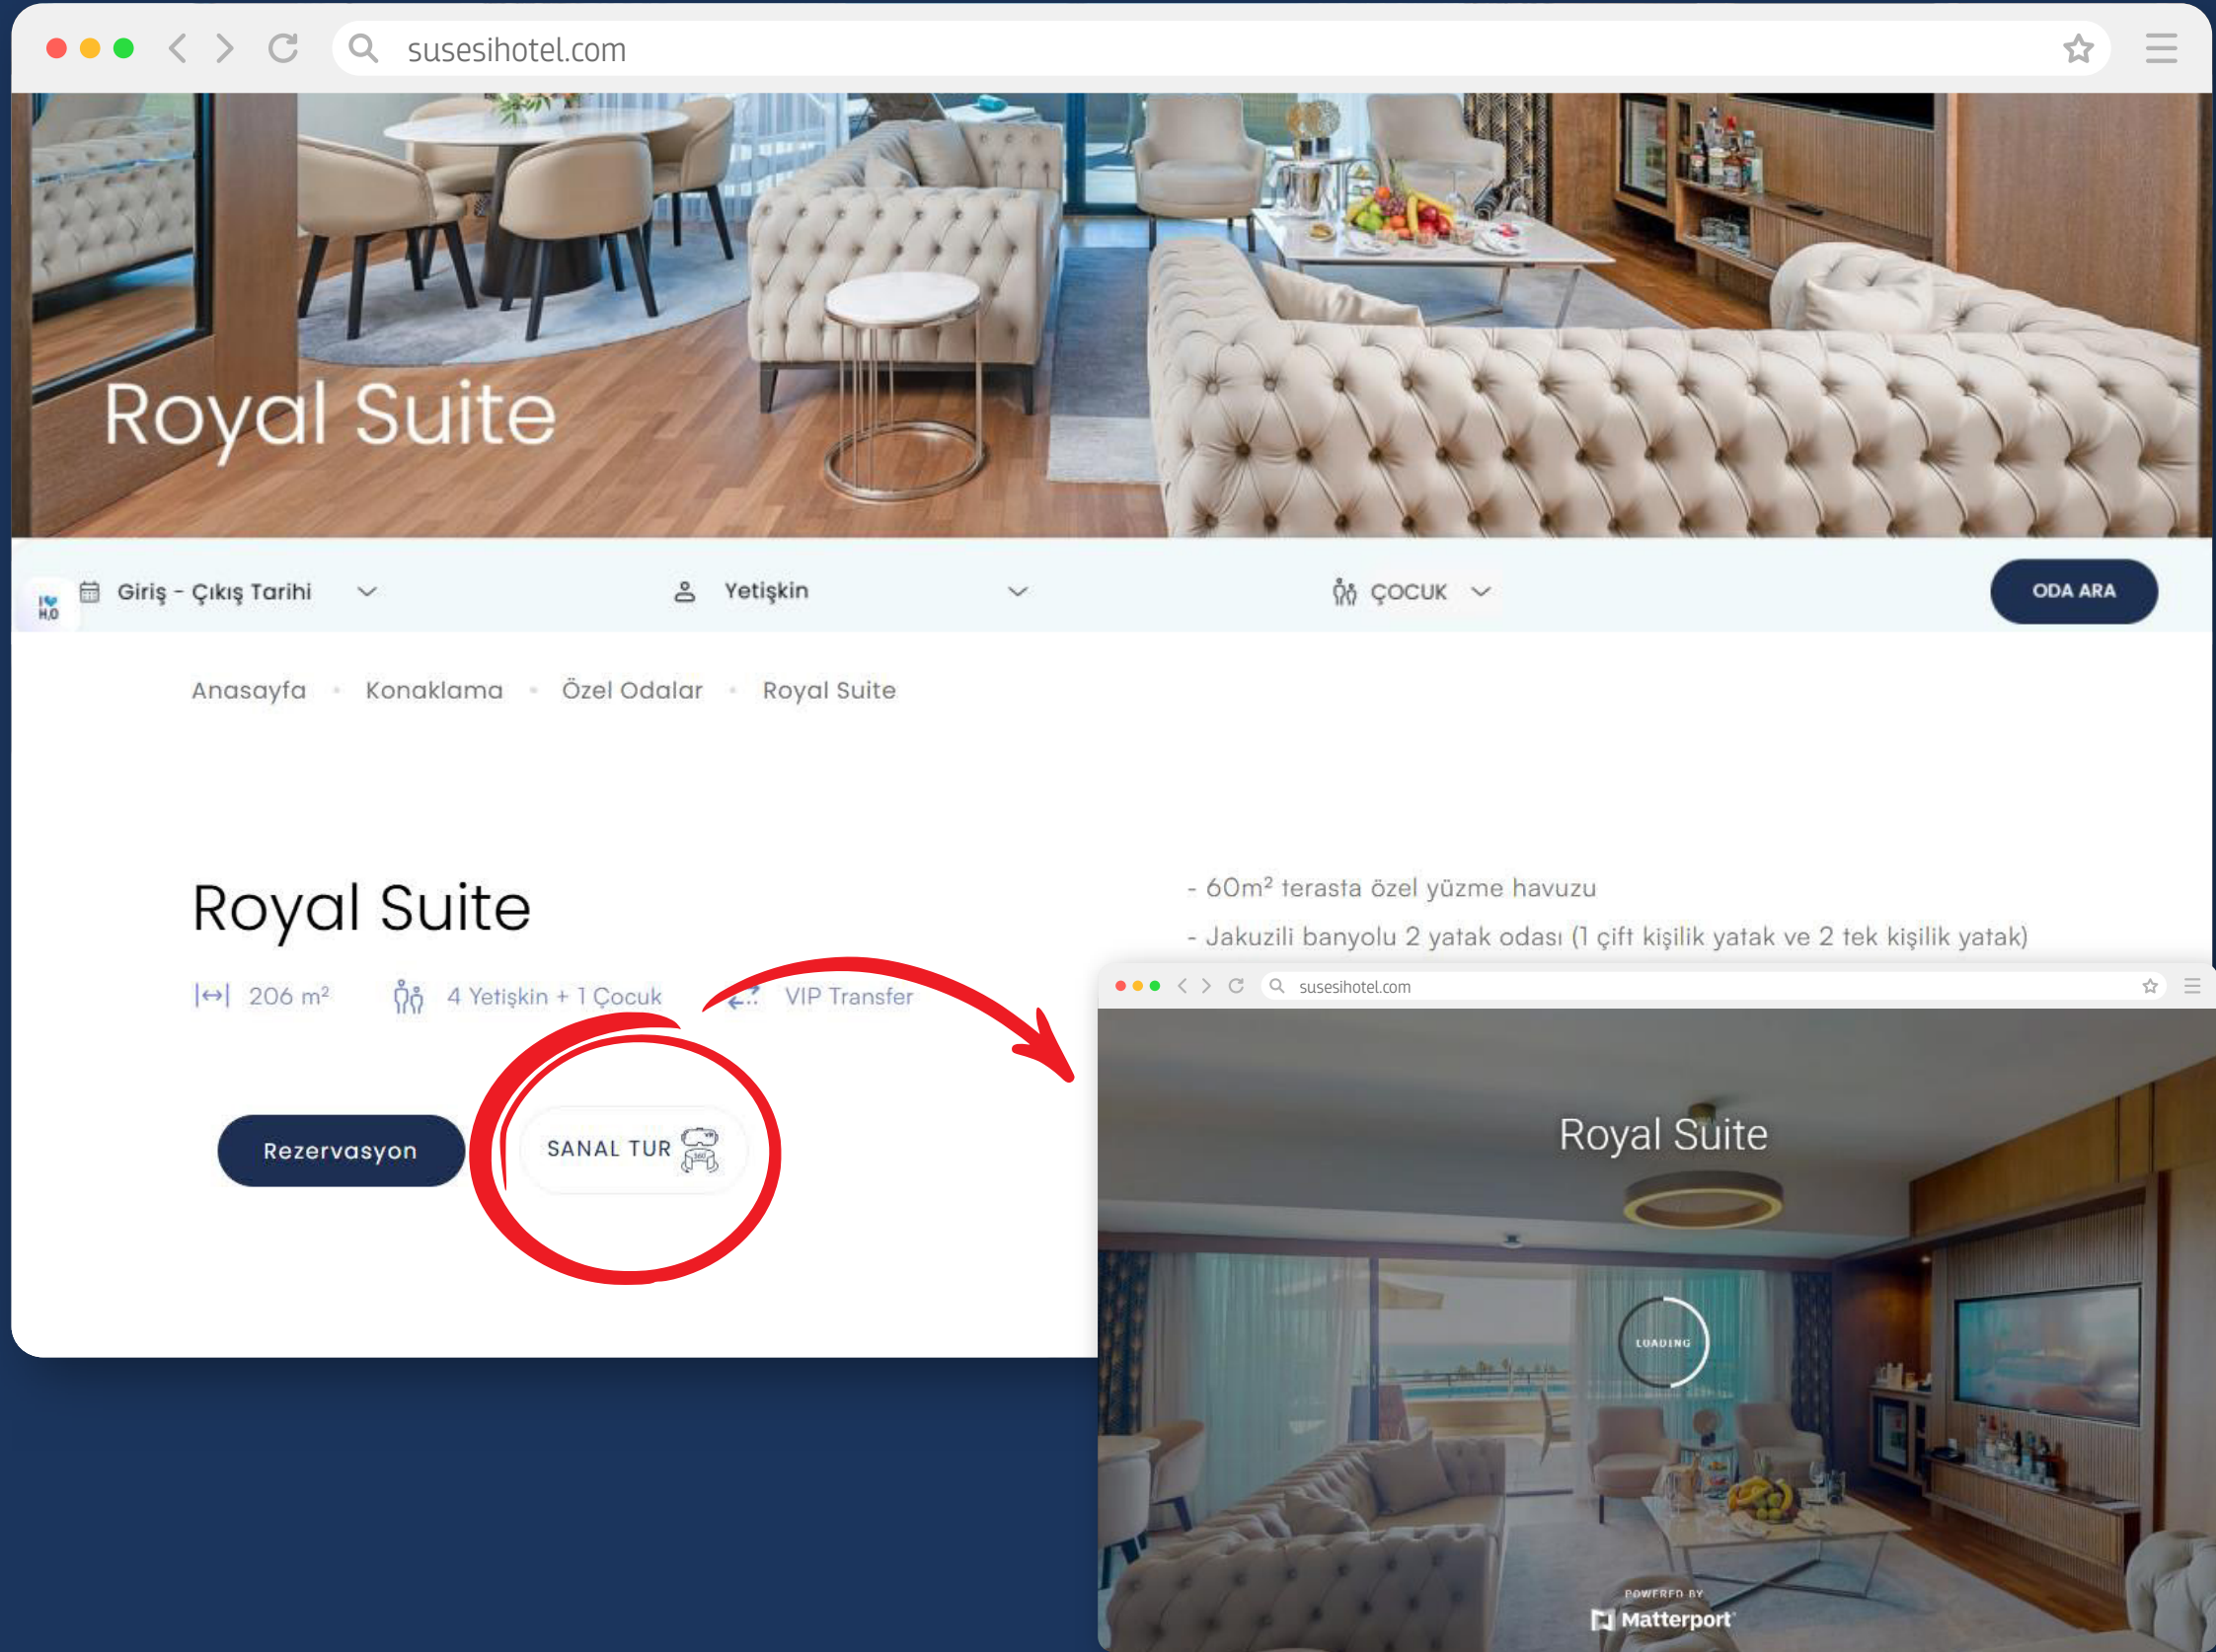 susesihotel.com
Royal Suite
I H2O
Giriş - Çıkış Tarihi
Yetişkin
ÇOCUK
ODA ARA
Anasayfa • Konaklama • Özel Odalar • Royal Suite
Royal Suite
206 m²
4 Yetişkin + 1 Çocuk
VIP Transfer
Rezervasyon
SANAL TUR
VR
360
- 60m² terasta özel yüzme havuzu
- Jakuzili banyolu 2 yatak odası (1 çift kişilik yatak ve 2 tek kişilik yatak)
susesihotel.com
Royal Suite
LOADING
POWERED BY
Matterport